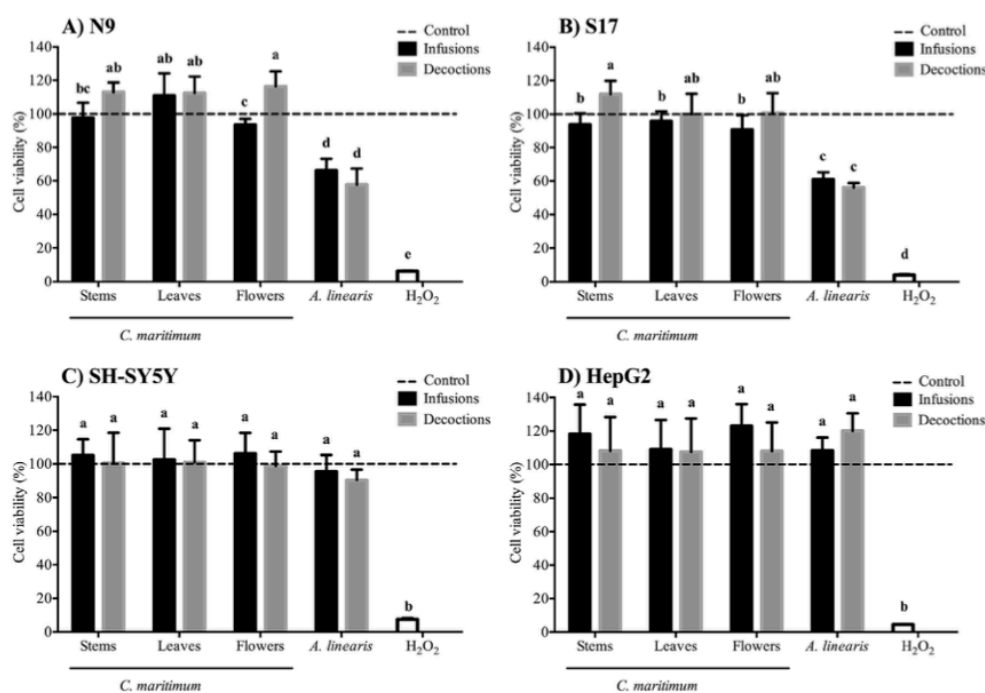 A) N9
Control
Infusions
Decoctions
Cell viability (%)
140
120
100
80
60
40
20
0
bc
ab
ab
ab
c
a
d
d
e
Stems
Leaves
Flowers
A. linearis
H₂O₂
C. maritimum
B) S17
Control
Infusions
Decoctions
Cell viability (%)
140
120
100
80
60
40
20
0
b
a
b
ab
b
ab
c
c
d
Stems
Leaves
Flowers
A. linearis
H₂O₂
C. maritimum
C) SH-SY5Y
Control
Infusions
Decoctions
Cell viability (%)
140
120
100
80
60
40
20
0
a
a
a
a
a
a
a
a
b
Stems
Leaves
Flowers
A. linearis
H₂O₂
C. maritimum
D) HepG2
Control
Infusions
Decoctions
Cell viability (%)
140
120
100
80
60
40
20
0
a
a
a
a
a
a
a
a
b
Stems
Leaves
Flowers
A. linearis
H₂O₂
C. maritimum